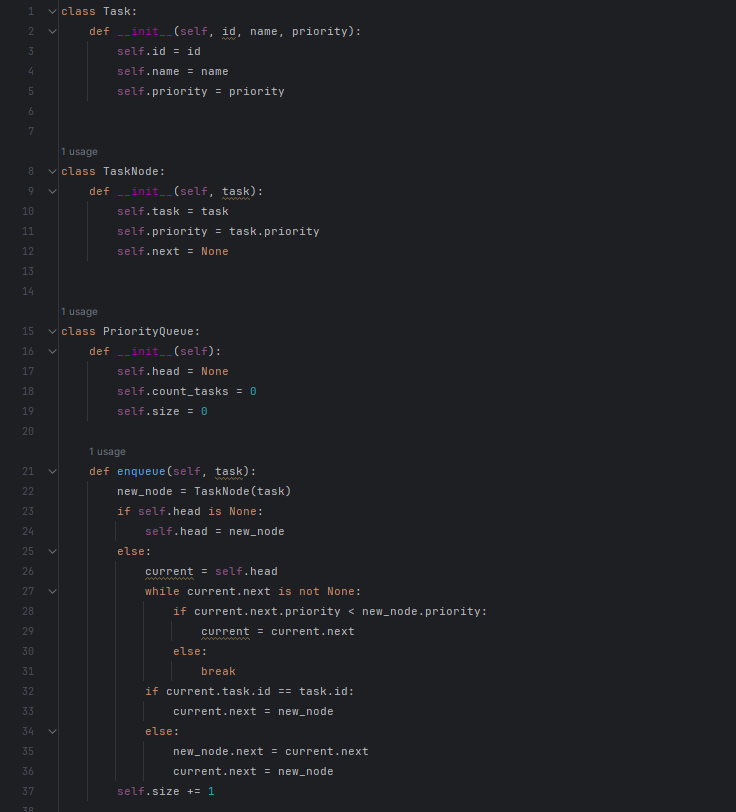 1 class Task:
2     def __init__(self, id, name, priority):
3         self.id = id
4         self.name = name
5         self.priority = priority
6
7
1 usage
8 class TaskNode:
9     def __init__(self, task):
10         self.task = task
11         self.priority = task.priority
12         self.next = None
13
14
1 usage
15 class PriorityQueue:
16     def __init__(self):
17         self.head = None
18         self.count_tasks = 0
19         self.size = 0
20
1 usage
21     def enqueue(self, task):
22         new_node = TaskNode(task)
23         if self.head is None:
24             self.head = new_node
25         else:
26             current = self.head
27             while current.next is not None:
28                 if current.next.priority < new_node.priority:
29                     current = current.next
30                 else:
31                     break
32             if current.task.id == task.id:
33                 current.next = new_node
34             else:
35                 new_node.next = current.next
36                 current.next = new_node
37         self.size += 1
38